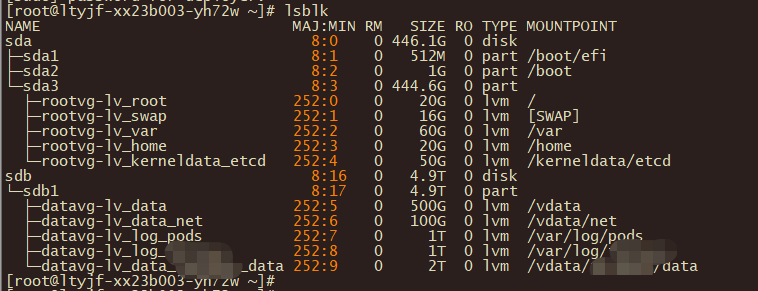 [root@ltyjf-xx23b003-yh72w ~]# lsblk
NAME MAJ:MIN RM SIZE RO TYPE MOUNTPOINT
sda 8:0 0 446.1G 0 disk
├─sda1 8:1 0 512M 0 part /boot/efi
├─sda2 8:2 0 1G 0 part /boot
└─sda3 8:3 0 444.6G 0 part
├─rootvg-lv_root 252:0 0 20G 0 lvm /
├─rootvg-lv_swap 252:1 0 16G 0 lvm [SWAP]
├─rootvg-lv_var 252:2 0 60G 0 lvm /var
├─rootvg-lv_home 252:3 0 20G 0 lvm /home
└─rootvg-lv_kerneldata_etcd 252:4 0 50G 0 lvm /kerneldata/etcd
sdb 8:16 0 4.9T 0 disk
└─sdb1 8:17 0 4.9T 0 part
├─datavg-lv_data 252:5 0 500G 0 lvm /vdata
├─datavg-lv_data_net 252:6 0 100G 0 lvm /vdata/net
├─datavg-lv_log_pods 252:7 0 1T 0 lvm /var/log/pods
├─datavg-lv_log_ 252:8 0 1T 0 lvm /var/log/
└─datavg-lv_data_ _data 252:9 0 2T 0 lvm /vdata/ /data
[root@ltyjf-xx23b003-yh72w ~]#